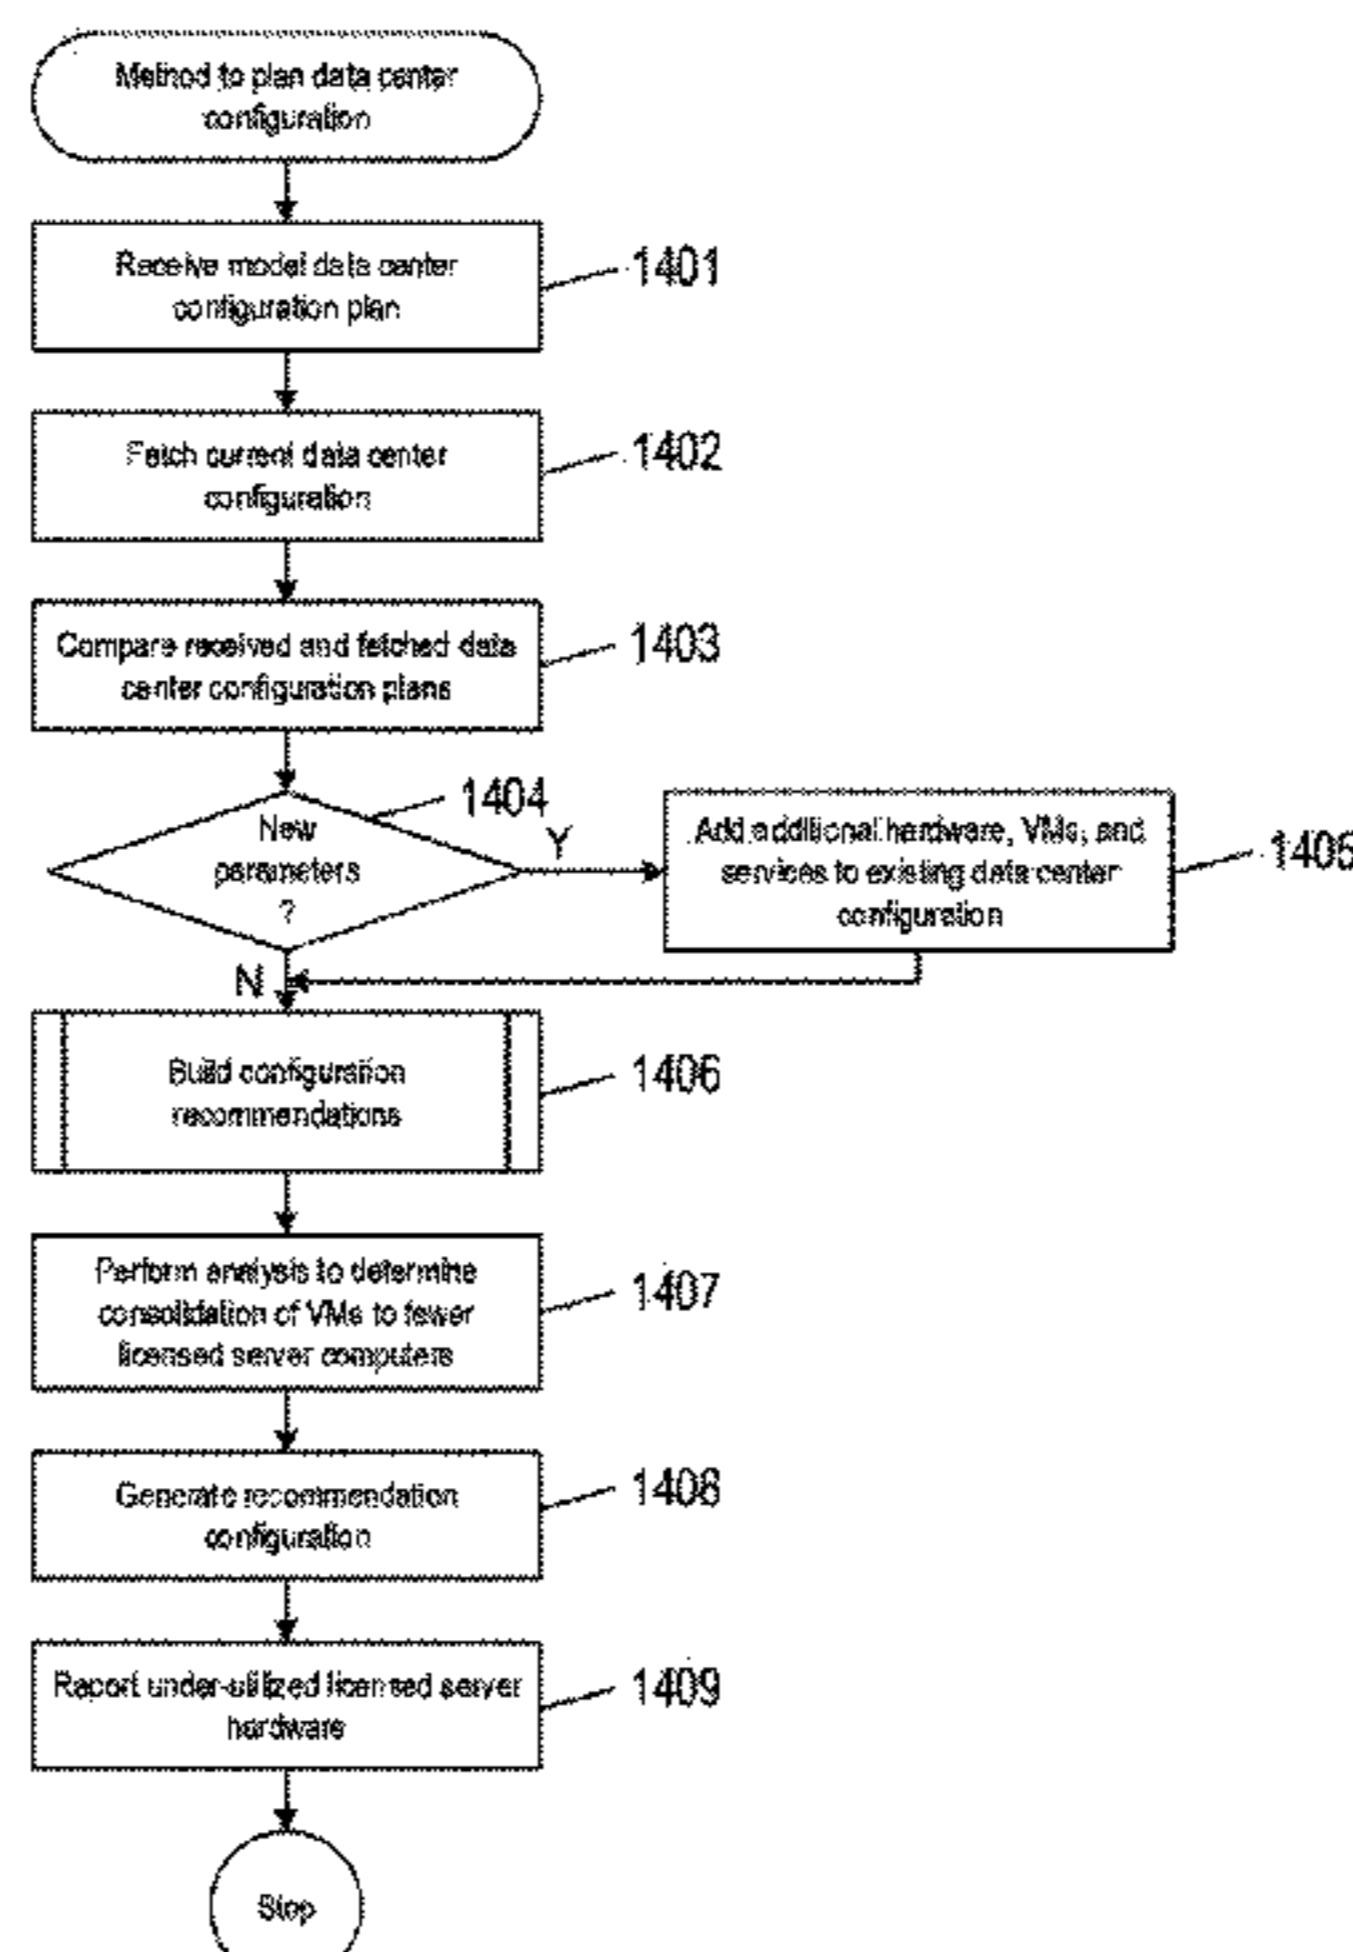 Method to plan data center
configuration
Receive model data center
configuration plan
1401
Fetch current data center
configuration
1402
Compare received and fetched data
center configuration plans
1403
1404
New
parameters
?
Y
Add additional hardware, VMs, and
services to existing data center
configuration
1405
N
Build configuration
recommendations
1406
Perform analysis to determine
consolidation of VMs to fewer
licensed server computers
1407
Generate recommendation
configuration
1408
Report under-utilized licensed server
hardware
1409
Stop